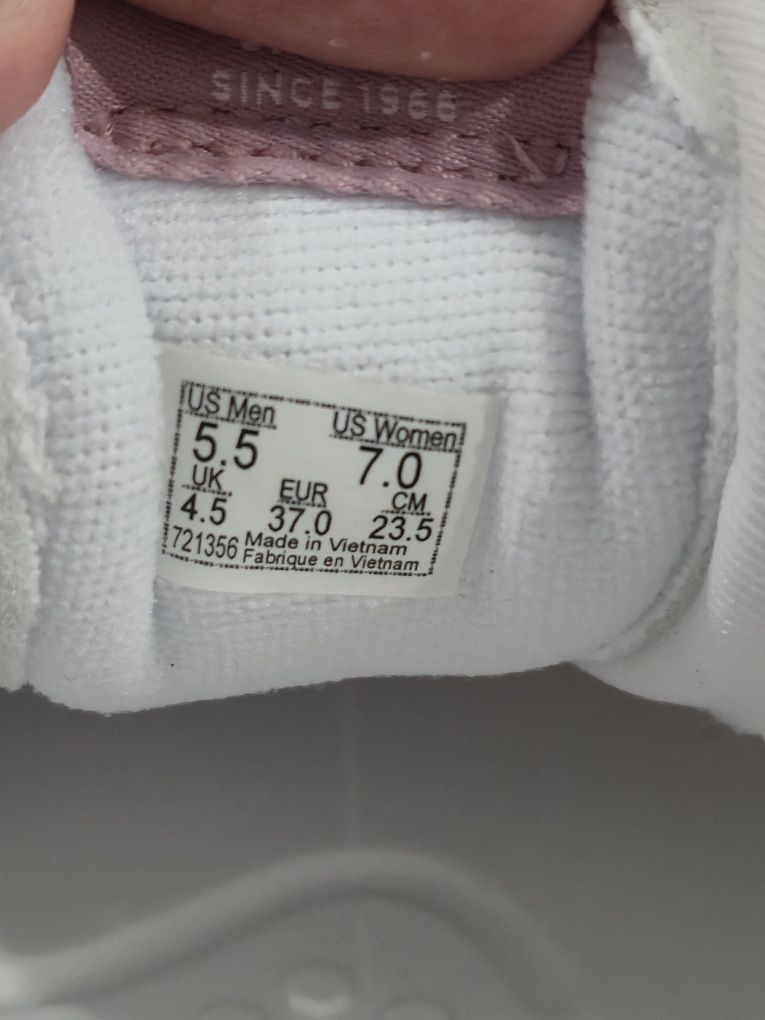 SINCE 1966
US Men US Women
5.5 7.0
UK EUR CM
4.5 37.0 23.5
721356 Made in Vietnam
Fabrique en Vietnam